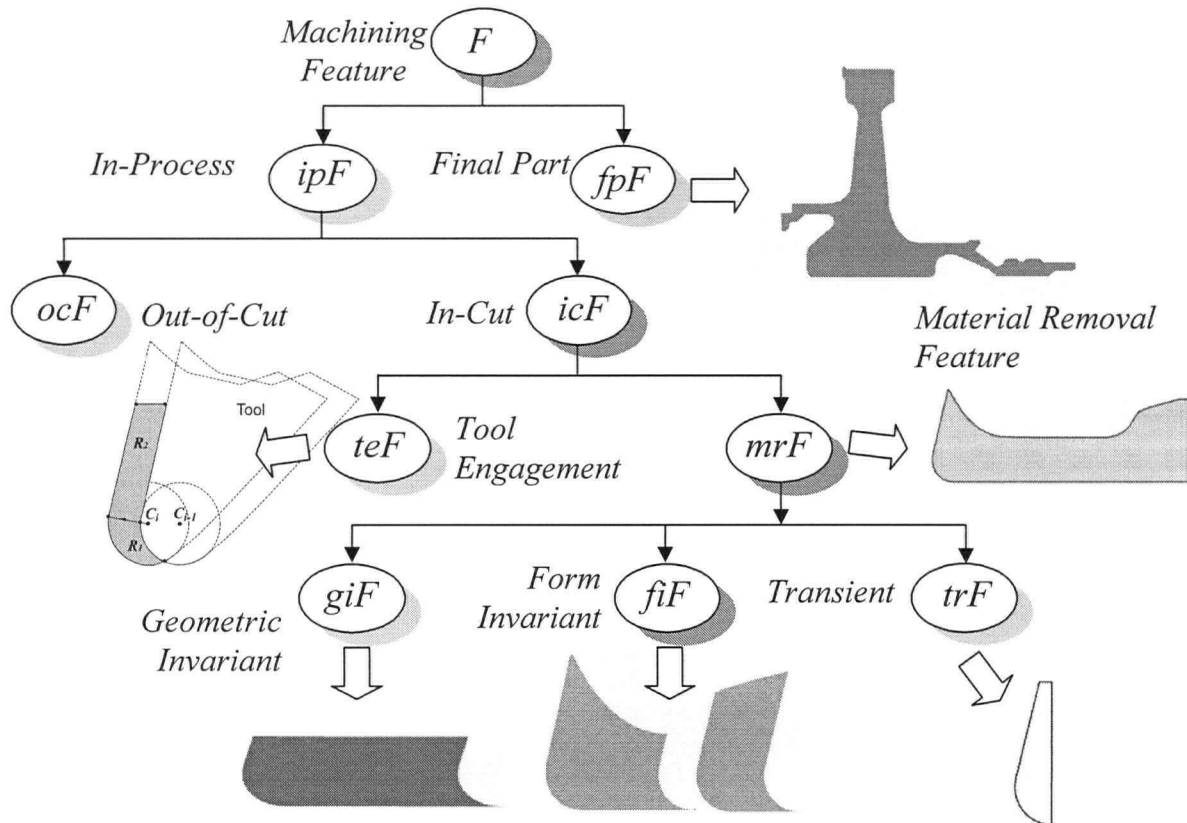 Machining
Feature
F
In-Process
ipF
Final Part
fpF
ocF
Out-of-Cut
In-Cut
icF
Material Removal
Feature
Tool
R2
Ci
Ci-1
R1
teF
Tool
Engagement
mrF
giF
Geometric
Invariant
Form
Invariant
fiF
Transient
trF